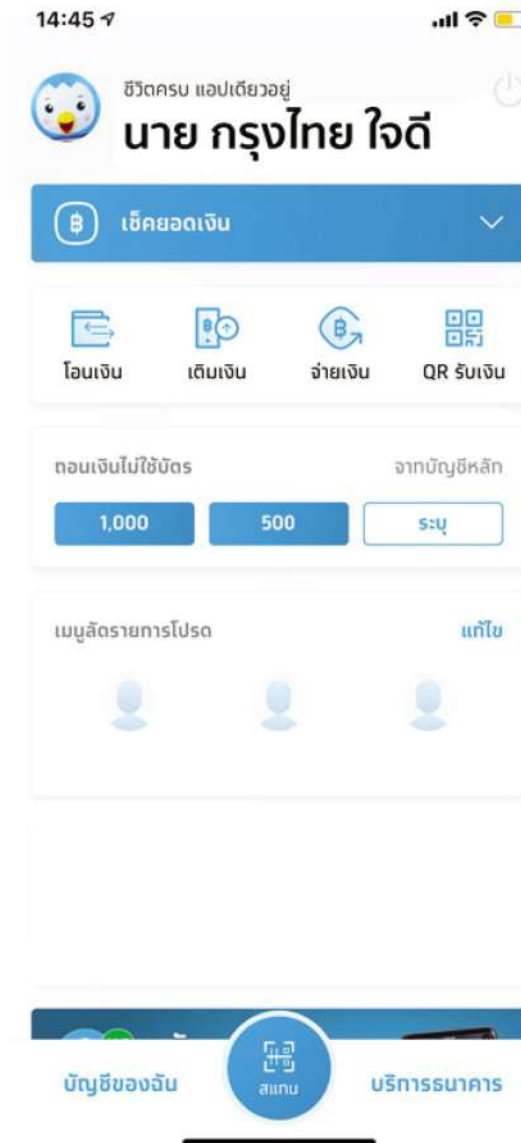 14:45
ชีวิตครบ แอปเดียวอยู่
นาย กรุงไทย ใจดี
฿ เช็คยอดเงิน
โอนเงิน เติมเงิน จ่ายเงิน QR รับเงิน
ถอนเงินไม่ใช้บัตร จากบัญชีหลัก
1,000 500 ระบุ
เมนูลัดรายการโปรด แก้ไข
บัญชีของฉัน สแกน บริการธนาคาร